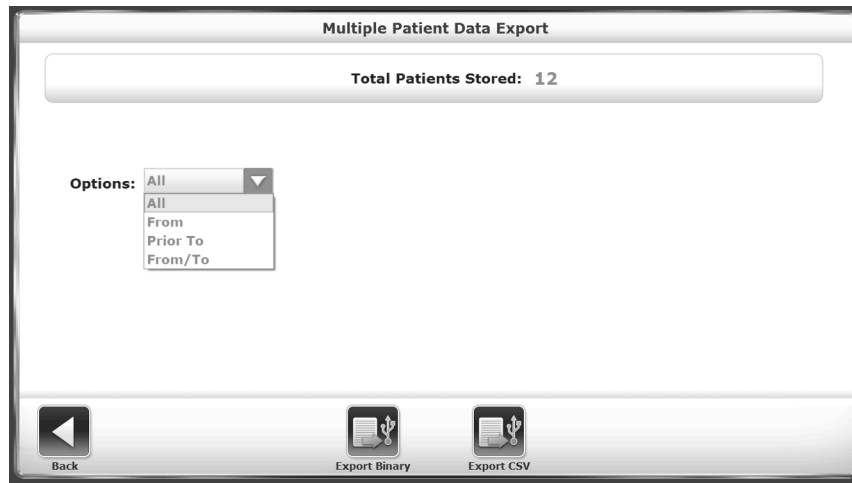 Multiple Patient Data Export
Total Patients Stored: 12
Options: All
All
From
Prior To
From/To
Back
Export Binary
Export CSV